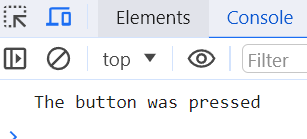 Elements Console
top Filter
The button was pressed